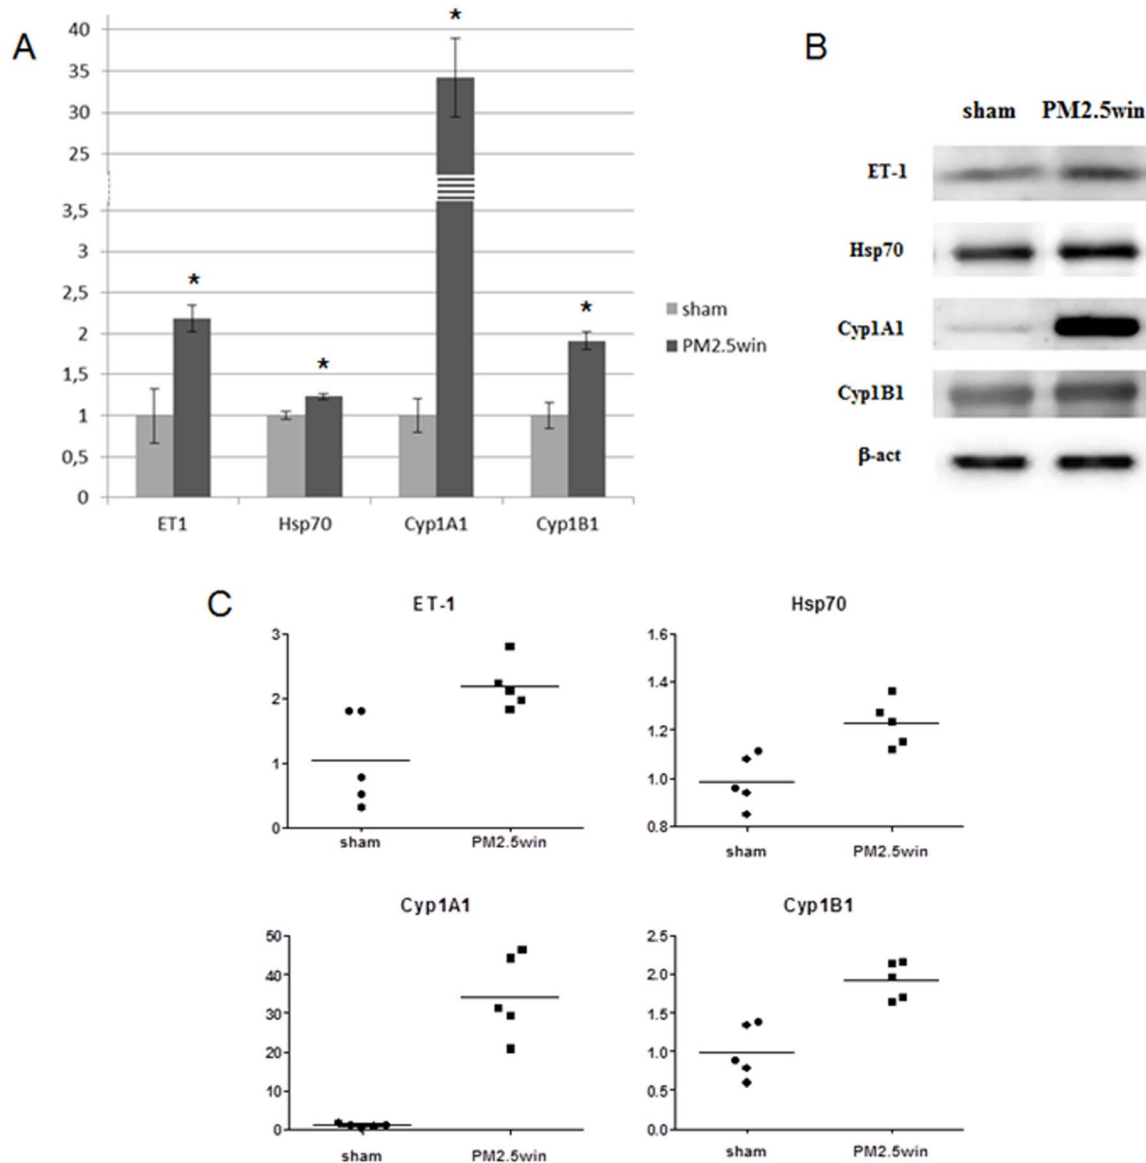 A
40
35
30
25
3,5
3
2,5
2
1,5
1
0,5
0
*
*
*
*
ET1 Hsp70 Cyp1A1 Cyp1B1
sham
PM2.5win
B
sham PM2.5win
ET-1
Hsp70
Cyp1A1
Cyp1B1
β-act
C
ET-1
3
2
1
0
sham PM2.5win
Hsp70
1.6
1.4
1.2
1.0
0.8
sham PM2.5win
Cyp1A1
50
40
30
20
10
0
sham PM2.5win
Cyp1B1
2.5
2.0
1.5
1.0
0.5
0.0
sham PM2.5win